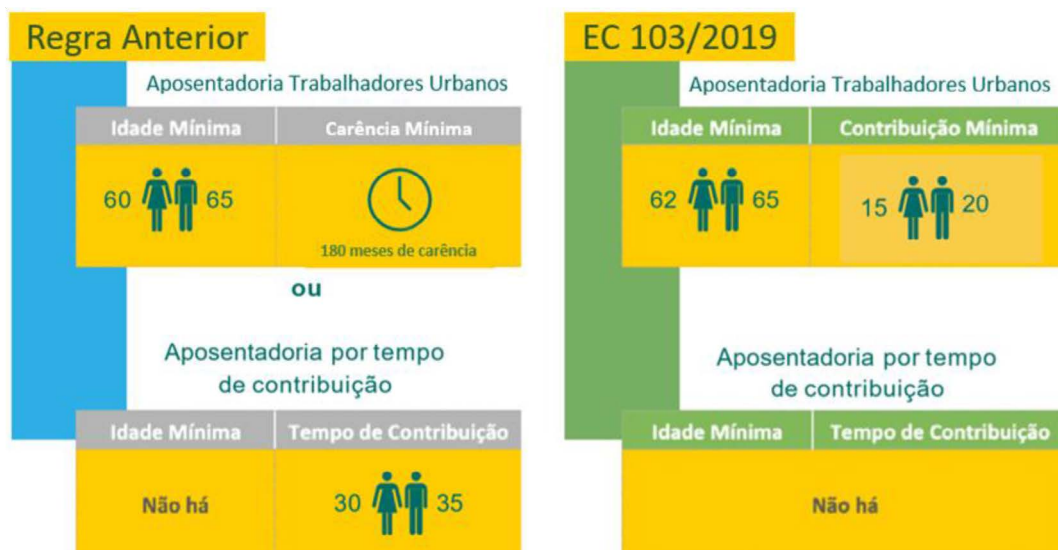 Regra Anterior
Aposentadoria Trabalhadores Urbanos
Idade Mínima
Carência Mínima
60
65
180 meses de carência
ou
Aposentadoria por tempo
de contribuição
Idade Mínima
Tempo de Contribuição
Não há
30
35
EC 103/2019
Aposentadoria Trabalhadores Urbanos
Idade Mínima
Contribuição Mínima
62
65
15
20
Aposentadoria por tempo
de contribuição
Idade Mínima
Tempo de Contribuição
Não há